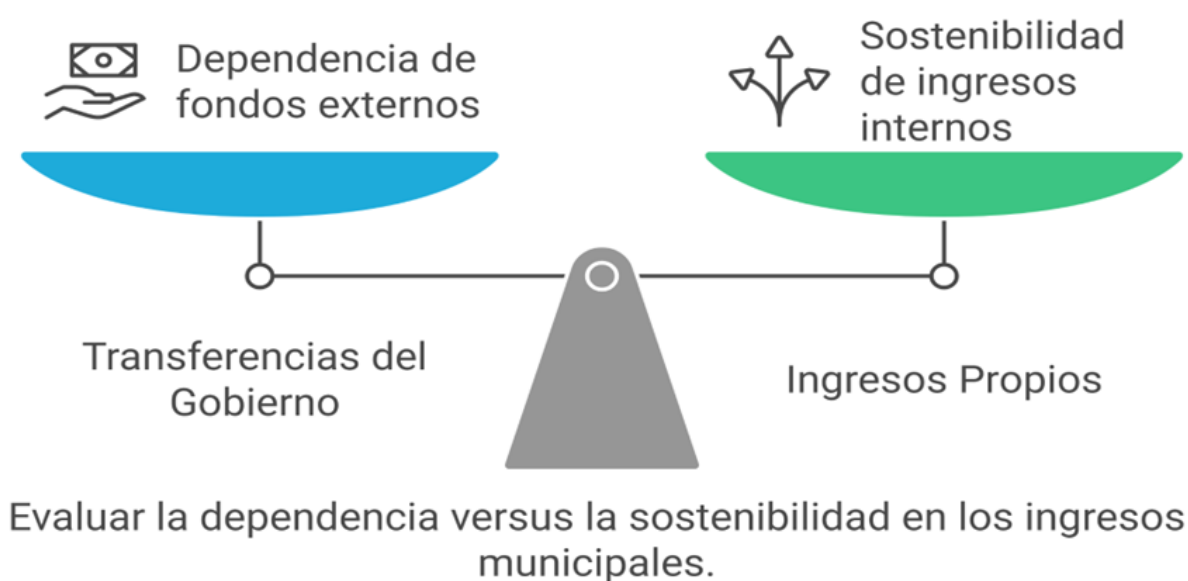 Dependencia de
fondos externos
Sostenibilidad
de ingresos
internos
Transferencias del
Gobierno
Ingresos Propios
Evaluar la dependencia versus la sostenibilidad en los ingresos
municipales.